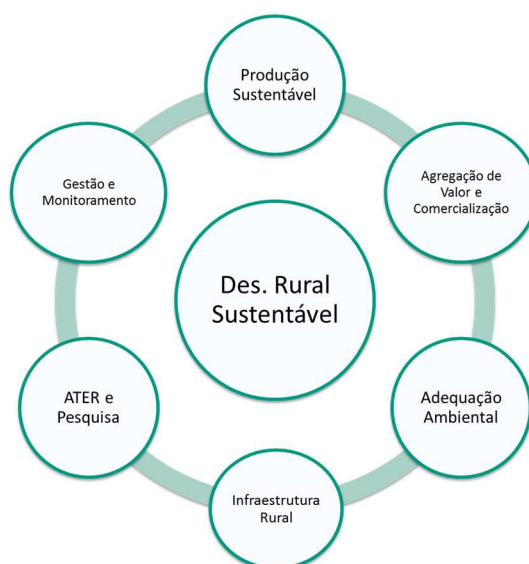 Produção
Sustentável
Agregação de
Valor e
Comercialização
Adequação
Ambiental
Infraestrutura
Rural
ATER e
Pesquisa
Gestão e
Monitoramento
Des. Rural
Sustentável